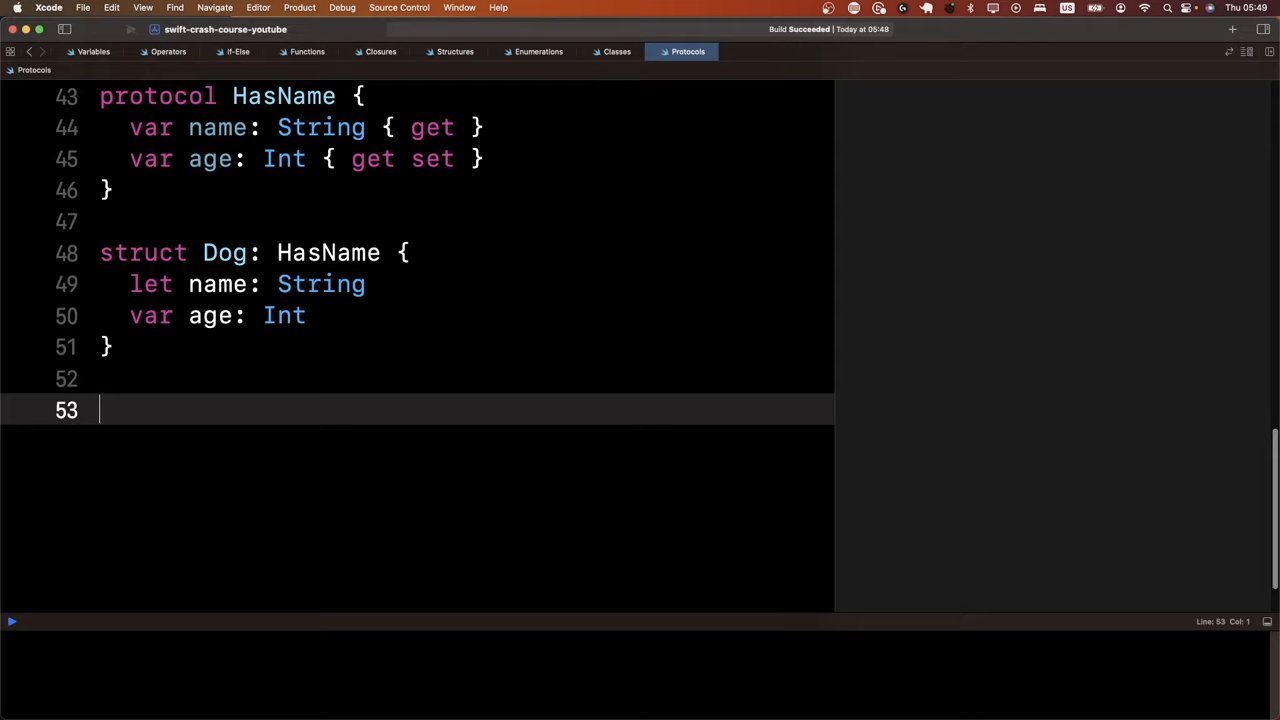 Xcode File Edit View Find Navigate Editor Product Debug Source Control Window Help US Thu 05:49
swift-crash-course-youtube Build Succeeded | Today at 05:48
Variables Operators If-Else Functions Closures Structures Enumerations Classes Protocols
Protocols
43 protocol HasName {
44 var name: String { get }
45 var age: Int { get set }
46 }
47
48 struct Dog: HasName {
49 let name: String
50 var age: Int
51 }
52
53
Line: 53 Col: 1